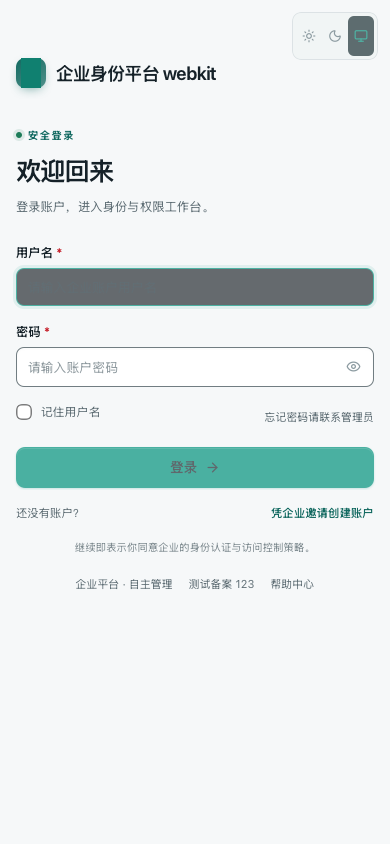 企业身份平台 webkit
安全登录
欢迎回来
登录账户，进入身份与权限工作台。
用户名 *
密码 *
请输入账户密码
记住用户名
忘记密码请联系管理员
登录 →
还没有账户?
凭企业邀请创建账户
继续即表示你同意企业的身份认证与访问控制策略。
企业平台 · 自主管理 测试备案 123 帮助中心